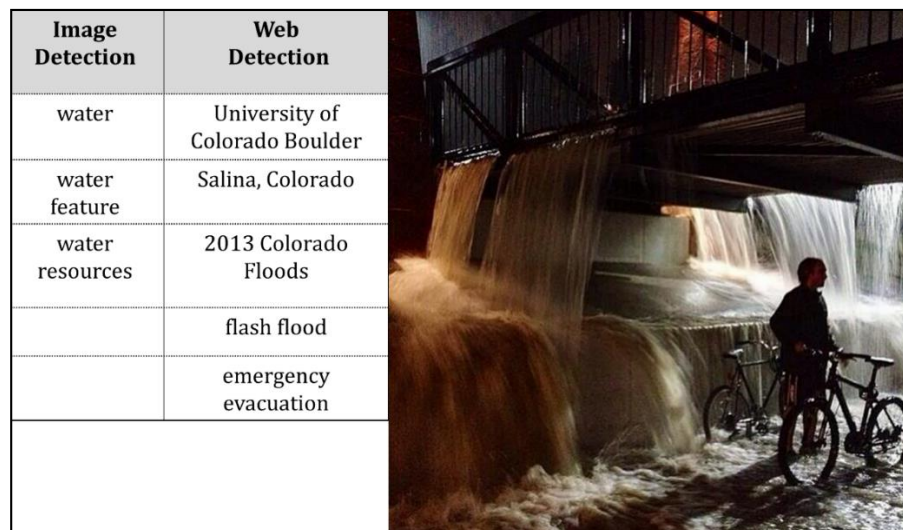 Image Web
Detection Detection
water University of
Colorado Boulder
water Salina, Colorado
feature
water 2013 Colorado
resources Floods
flash flood
emergency
evacuation